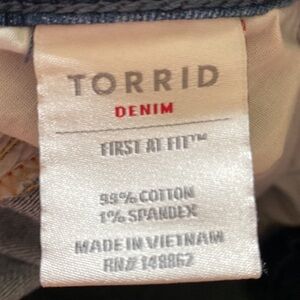 TORRID
DENIM
FIRST AT FIT™
99% COTTON
1% SPANDEX
MADE IN VIETNAM
RN# 148862